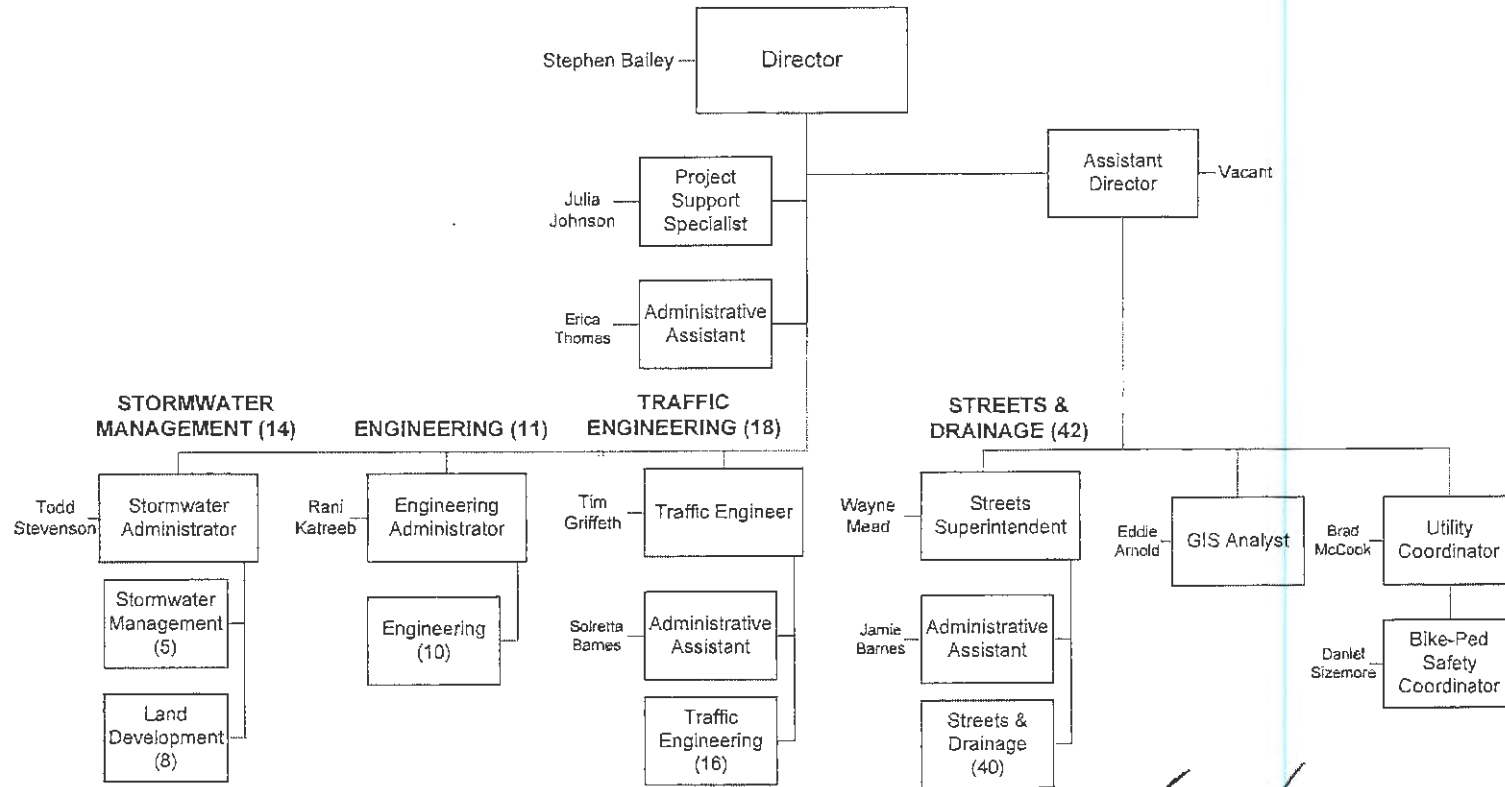 Stephen Bailey
Director
Julia
Johnson
Project
Support
Specialist
Assistant
Director
Vacant
Erica
Thomas
Administrative
Assistant
STORMWATER
MANAGEMENT (14)
ENGINEERING (11)
TRAFFIC
ENGINEERING (18)
STREETS &
DRAINAGE (42)
Todd
Stevenson
Stormwater
Administrator
Rani
Katreeb
Engineering
Administrator
Tim
Griffeth
Traffic Engineer
Wayne
Mead
Streets
Superintendent
Eddie
Arnold
GIS Analyst
Brad
McCook
Utility
Coordinator
Stormwater
Management
(5)
Engineering
(10)
Solretta
Barnes
Administrative
Assistant
Jamie
Barnes
Administrative
Assistant
Daniel
Sizemore
Bike-Ped
Safety
Coordinator
Land
Development
(8)
Traffic
Engineering
(16)
Streets &
Drainage
(40)